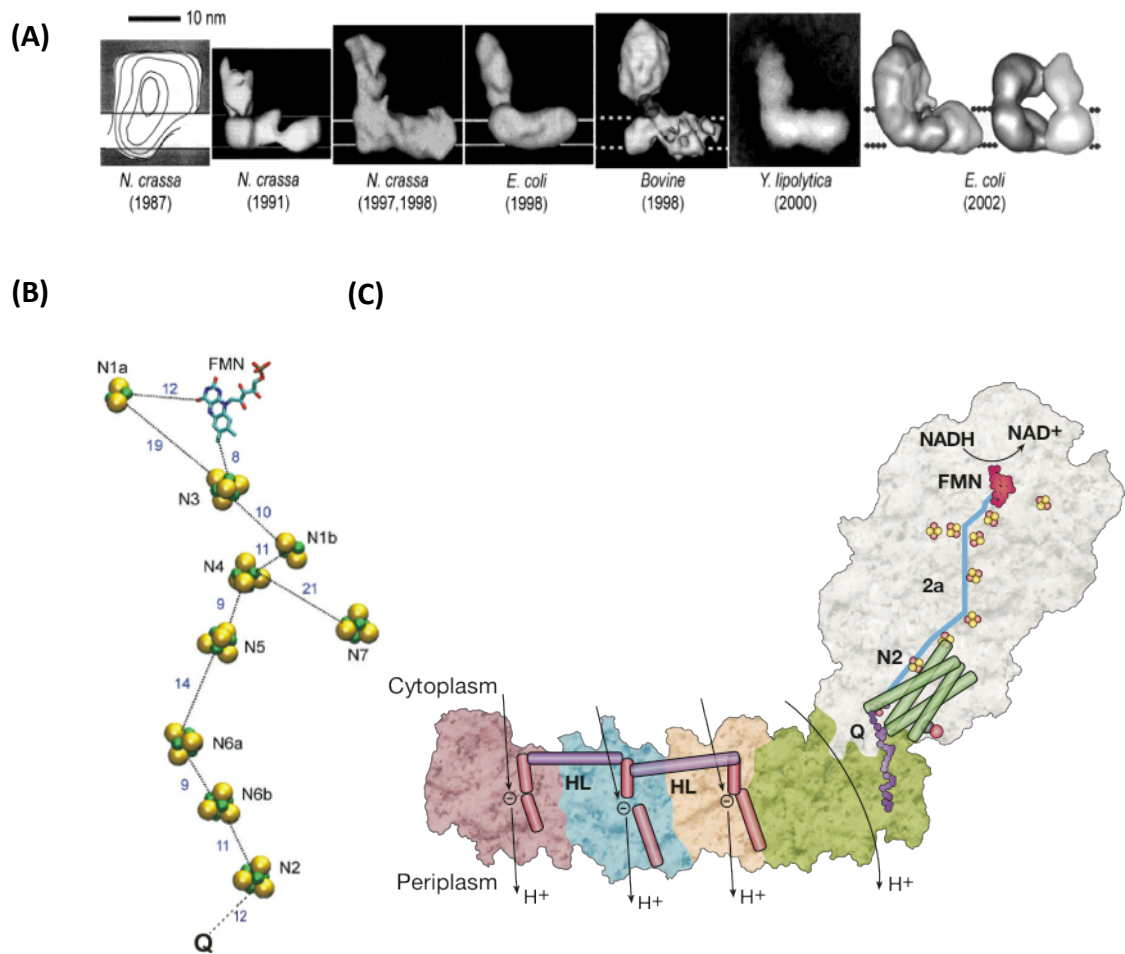 (A)
10 nm
N. crassa
(1987)
N. crassa
(1991)
N. crassa
(1997,1998)
E. coli
(1998)
Bovine
(1998)
Y. lipolytica
(2000)
E. coli
(2002)
(B)
(C)
N1a
FMN
12
19
8
N3
10
N1b
11
N4
21
9
N5
N7
14
N6a
9
N6b
11
N2
12
Q
NADH
NAD+
FMN
2a
N2
Cytoplasm
Q
HL
HL
Periplasm
H+
H+
H+
H+